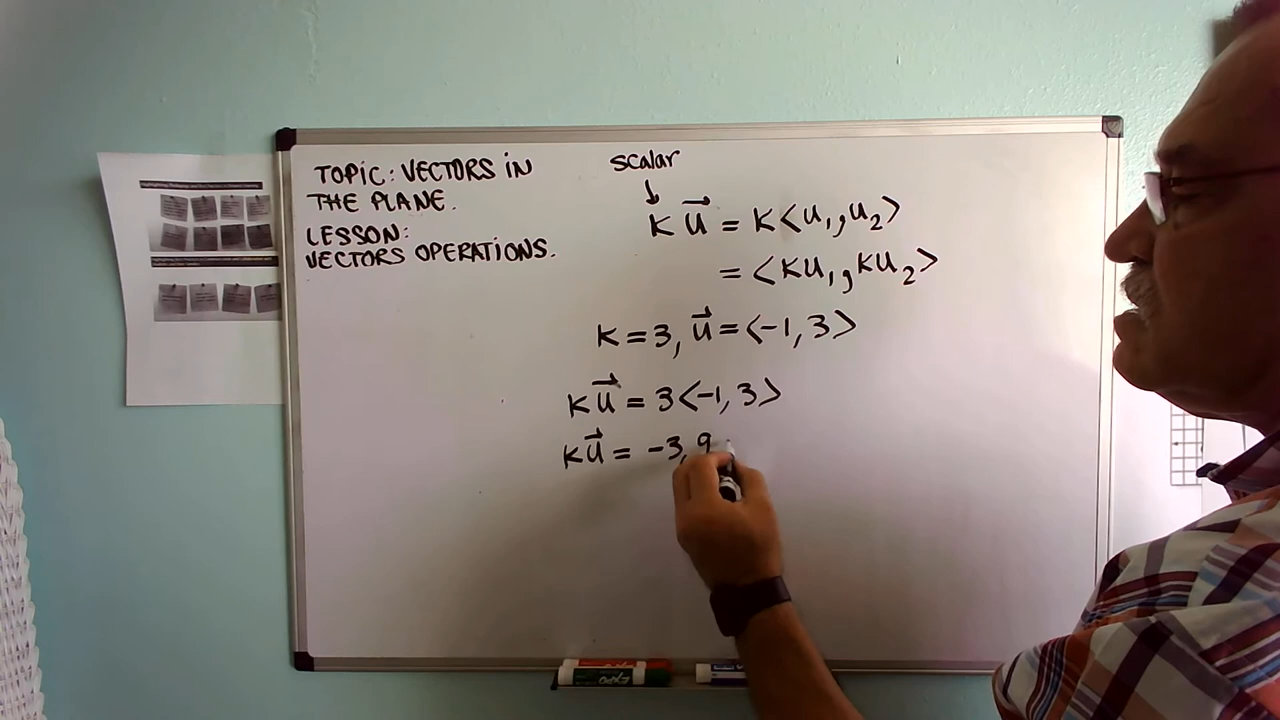 TOPIC: VECTORS IN
THE PLANE.
LESSON:
VECTORS OPERATIONS.
scalar
↓
K u⃗ = K<u₁, u₂>
= <Ku₁, Ku₂>
K = 3, u⃗ = <-1, 3>
K u⃗ = 3<-1, 3>
K u⃗ = -3, 9
Expo